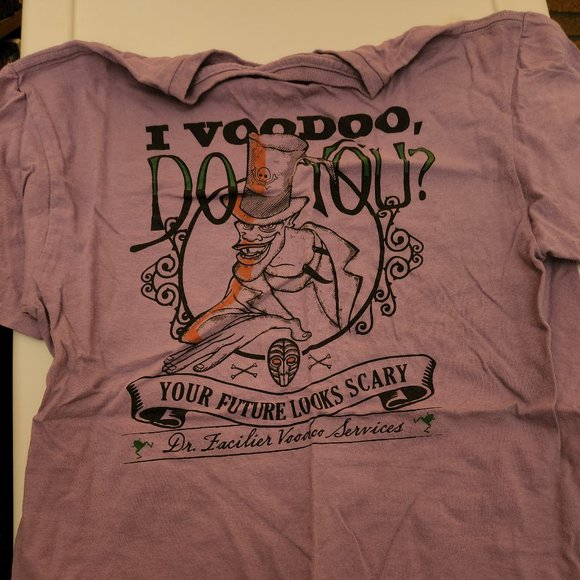 I VOODOO,
DO YOU?
YOUR FUTURE LOOKS SCARY
Dr. Facilier Voodoo Services